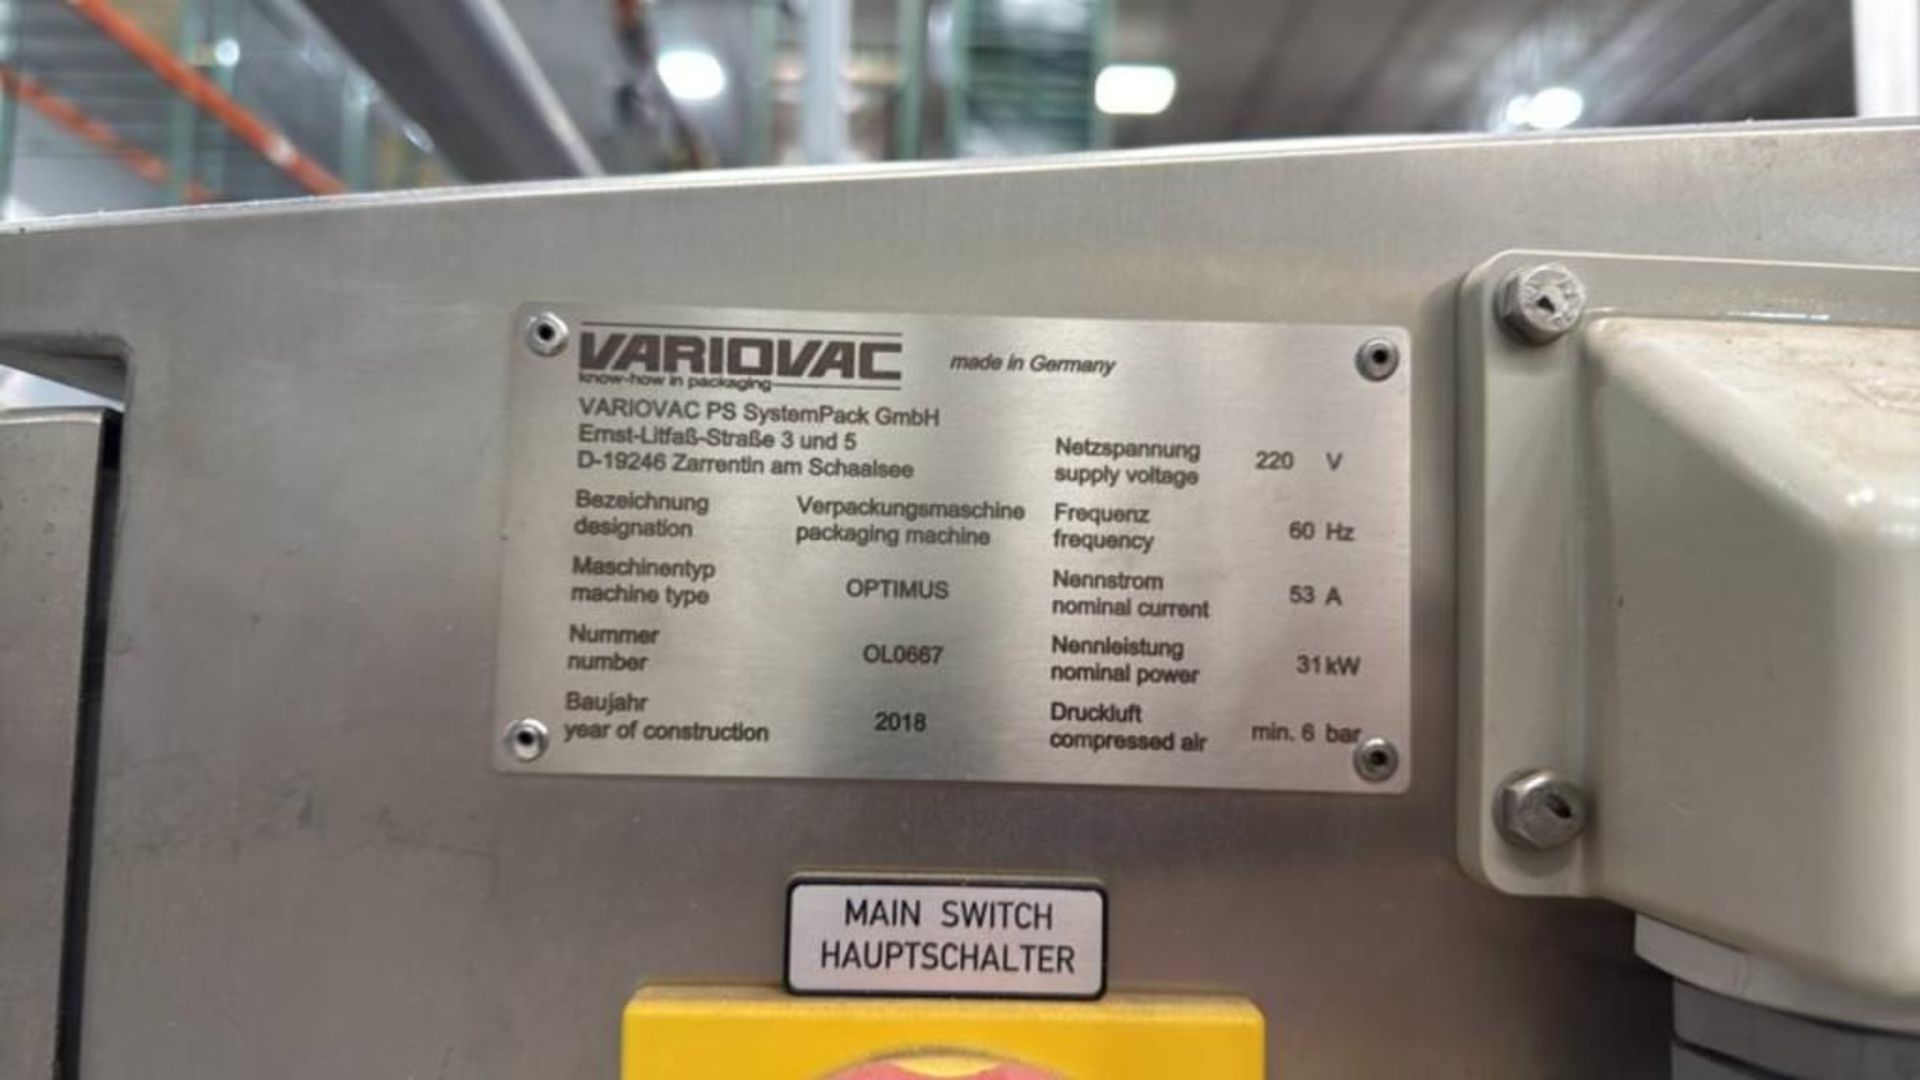 VARIOVAC made in Germany
know-how in packaging
VARIOVAC PS SystemPack GmbH
Ernst-Litfaß-Straße 3 und 5
D-19246 Zarrentin am Schaalsee
Bezeichnung Verpackungsmaschine
designation packaging machine
Maschinentyp
machine type OPTIMUS
Nummer
number OL0667
Baujahr
year of construction 2018
Netzspannung
supply voltage 220 V
Frequenz
frequency 60 Hz
Nennstrom
nominal current 53 A
Nennleistung
nominal power 31 kW
Druckluft
compressed air min. 6 bar
MAIN SWITCH
HAUPTSCHALTER